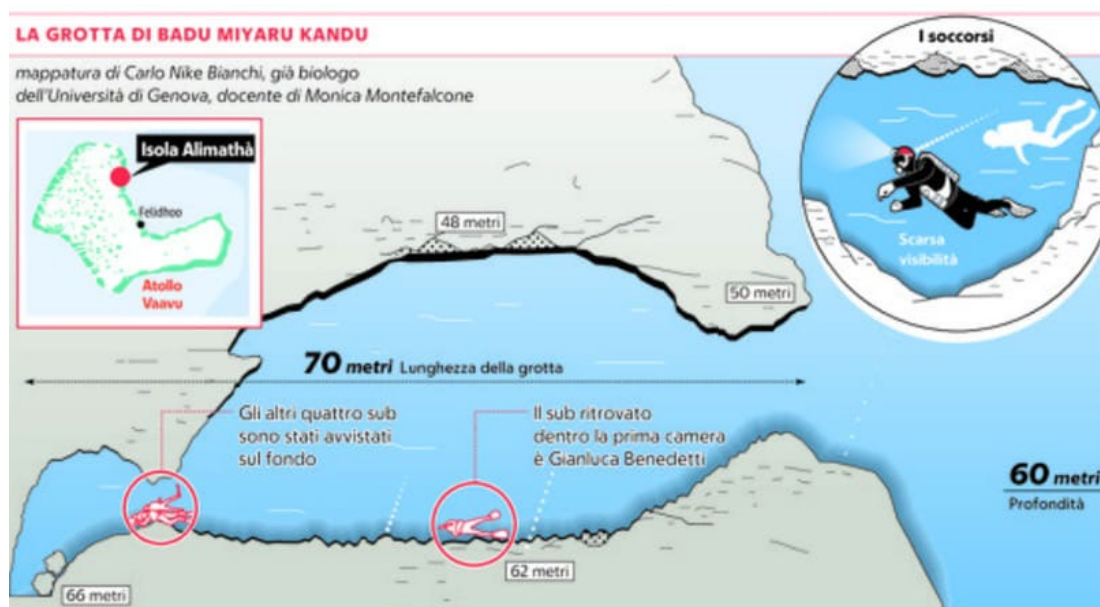 LA GROTTA DI BADU MIYARU KANDU
mappatura di Carlo Nike Bianchi, già biologo
dell'Università di Genova, docente di Monica Montefalcone
Isola Alimathà
Felidhoo
Atollo
Vaavu
I soccorsi
Scarsa
visibilità
48 metri
50 metri
70 metri Lunghezza della grotta
Gli altri quattro sub
sono stati avvistati
sul fondo
Il sub ritrovato
dentro la prima camera
è Gianluca Benedetti
60 metri
Profondità
62 metri
66 metri